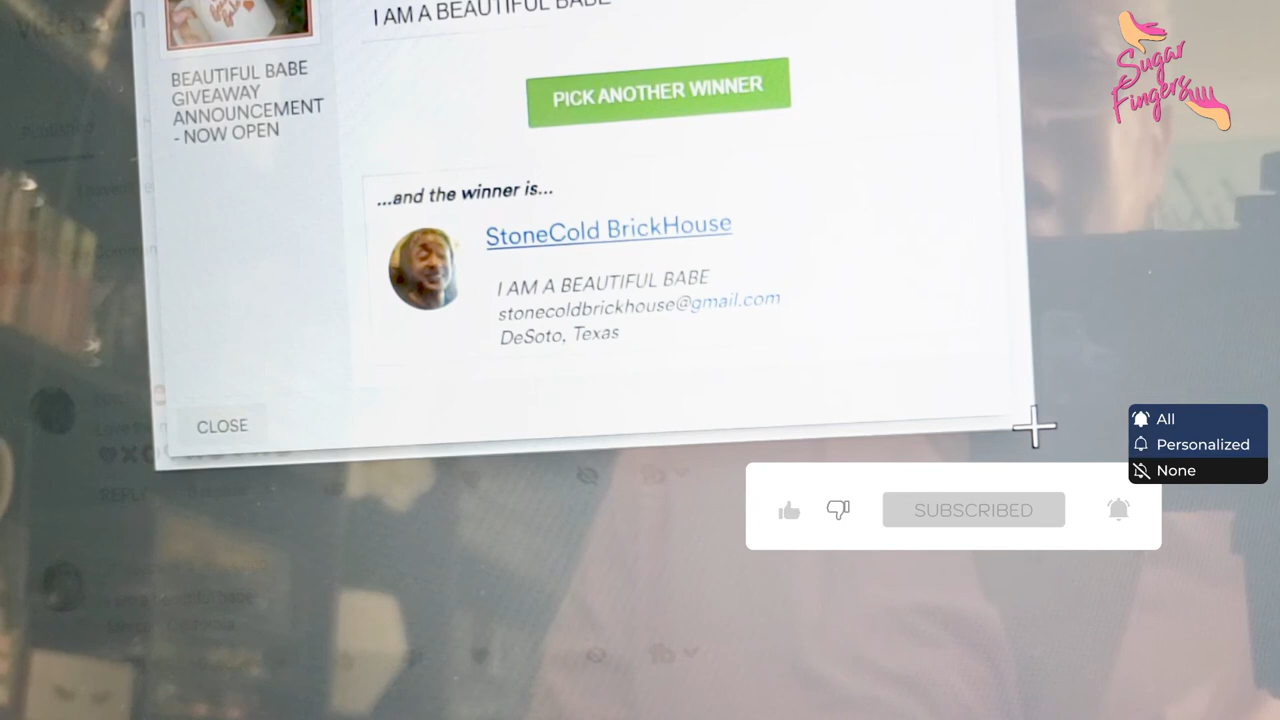 I AM A BEAUTIFUL BABE
Sugar
Fingers
BEAUTIFUL BABE
GIVEAWAY
ANNOUNCEMENT
- NOW OPEN
PICK ANOTHER WINNER
...and the winner is...
StoneCold BrickHouse
I AM A BEAUTIFUL BABE
stonecoldbrickhouse@gmail.com
DeSoto, Texas
CLOSE
All
Personalized
None
SUBSCRIBED
REPLY